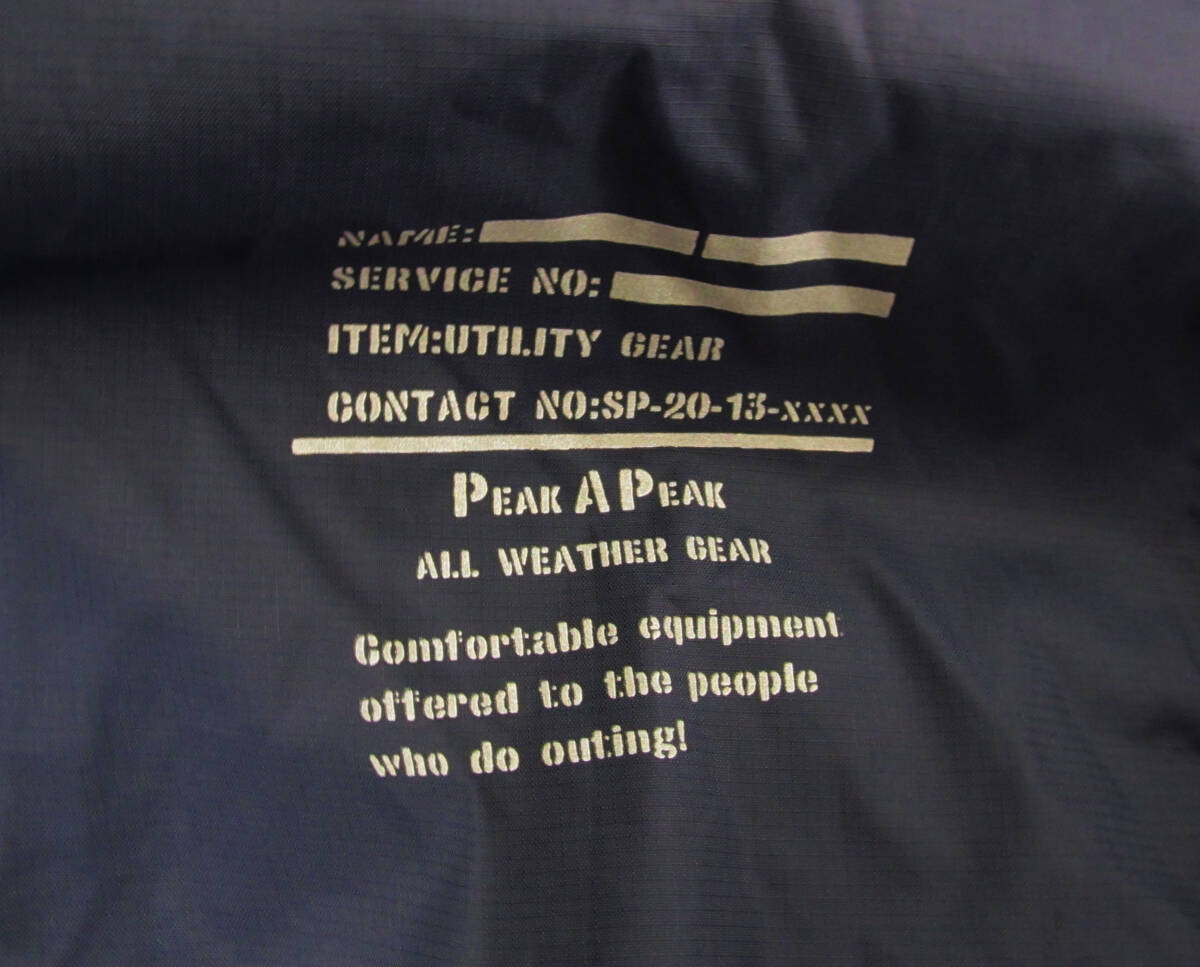 NAME:
SERVICE NO:
ITEM:UTILITY GEAR
CONTACT NO:SP-20-13-XXXX
PEAK A PEAK
ALL WEATHER GEAR
Comfortable equipment
offered to the people
who do outing!